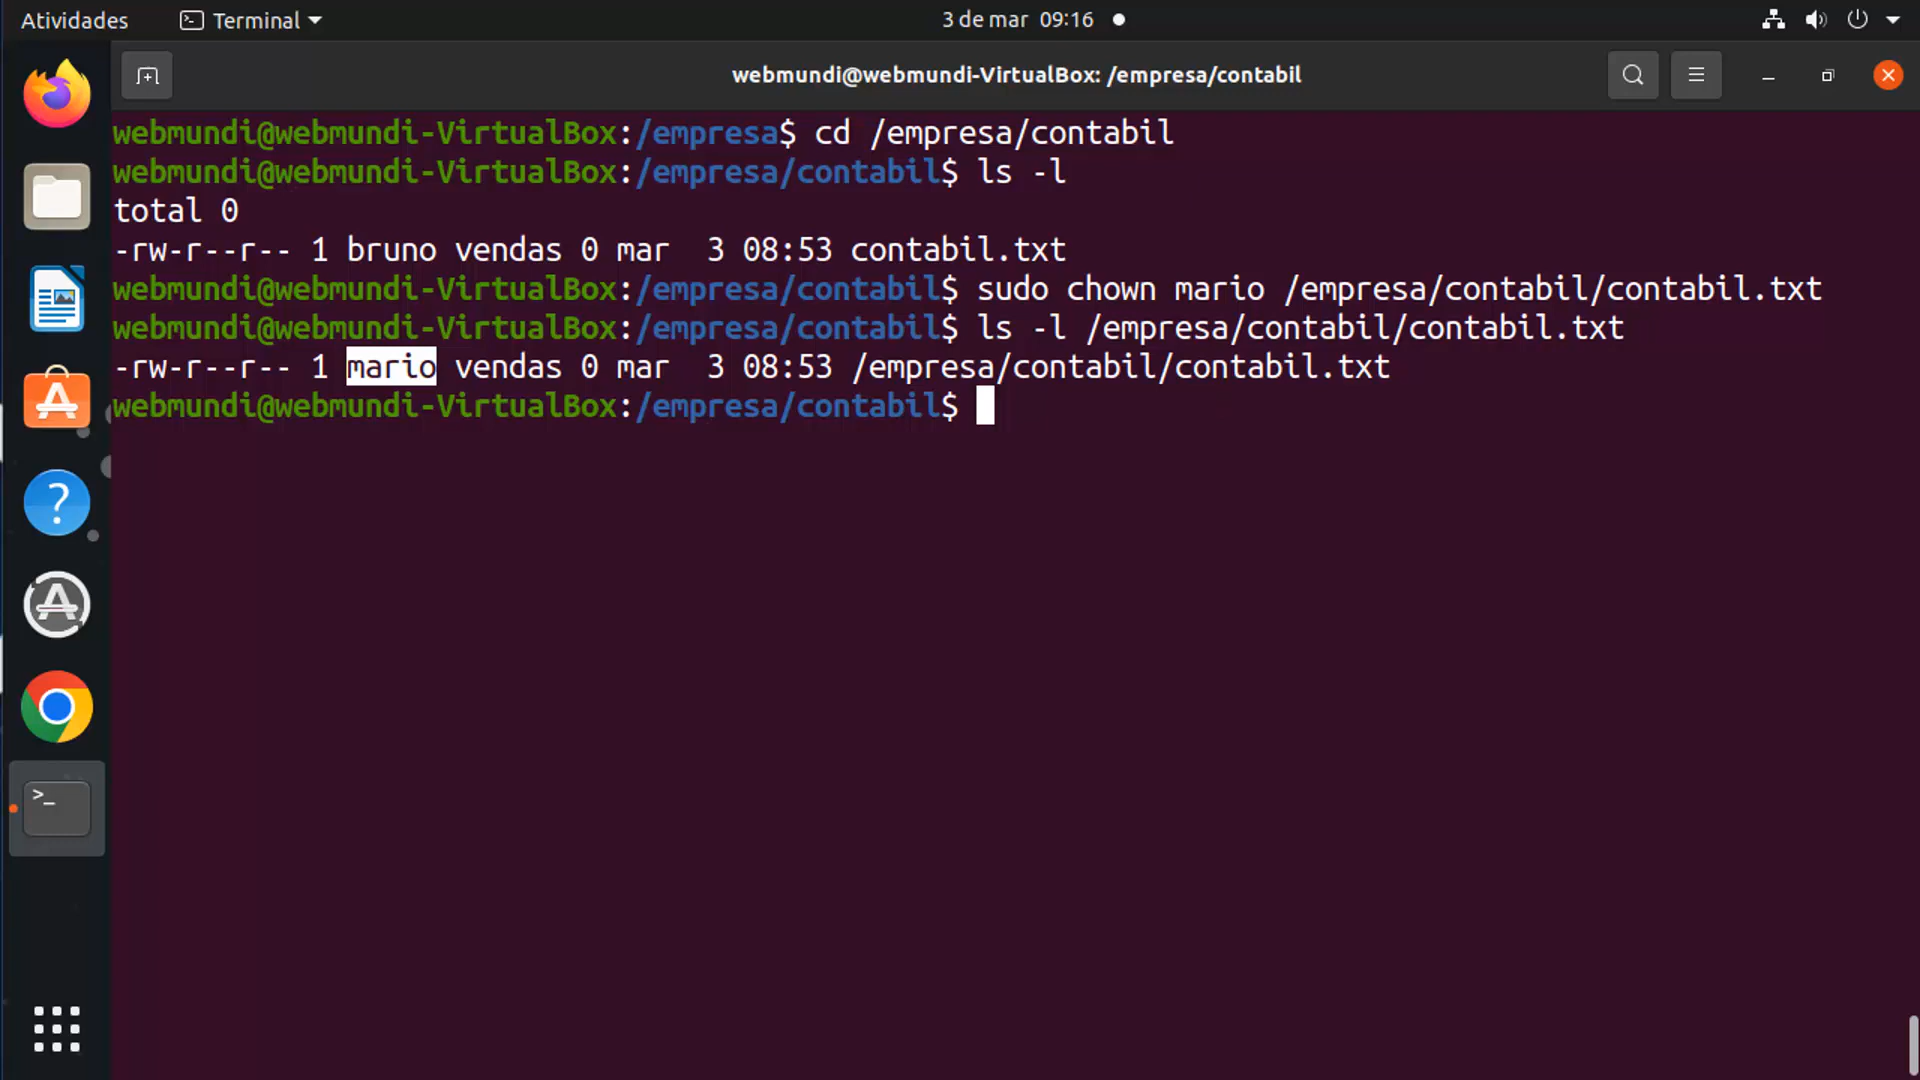 Atividades Terminal 3 de mar 09:16
webmundi@webmundi-VirtualBox: /empresa/contabil
webmundi@webmundi-VirtualBox:/empresa$ cd /empresa/contabil
webmundi@webmundi-VirtualBox:/empresa/contabil$ ls -l
total 0
-rw-r--r-- 1 bruno vendas 0 mar  3 08:53 contabil.txt
webmundi@webmundi-VirtualBox:/empresa/contabil$ sudo chown mario /empresa/contabil/contabil.txt
webmundi@webmundi-VirtualBox:/empresa/contabil$ ls -l /empresa/contabil/contabil.txt
-rw-r--r-- 1 mario vendas 0 mar  3 08:53 /empresa/contabil/contabil.txt
webmundi@webmundi-VirtualBox:/empresa/contabil$